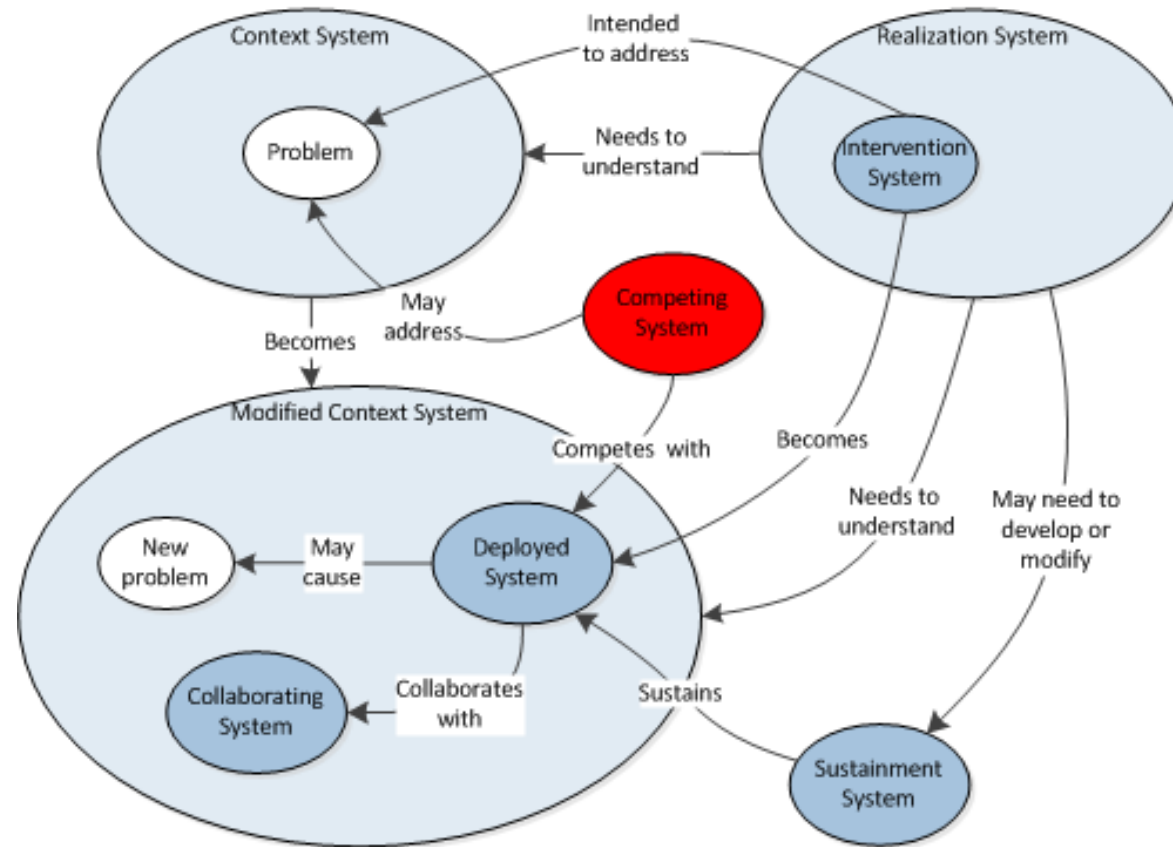 Context System
Intended
to address
Realization System
Problem
Needs to
understand
Intervention
System
May
address
Competing
System
Becomes
Modified Context System
Competes with
Becomes
Needs to
understand
May need to
develop or
modify
New
problem
May
cause
Deployed
System
Collaborating
System
Collaborates
with
Sustains
Sustainment
System